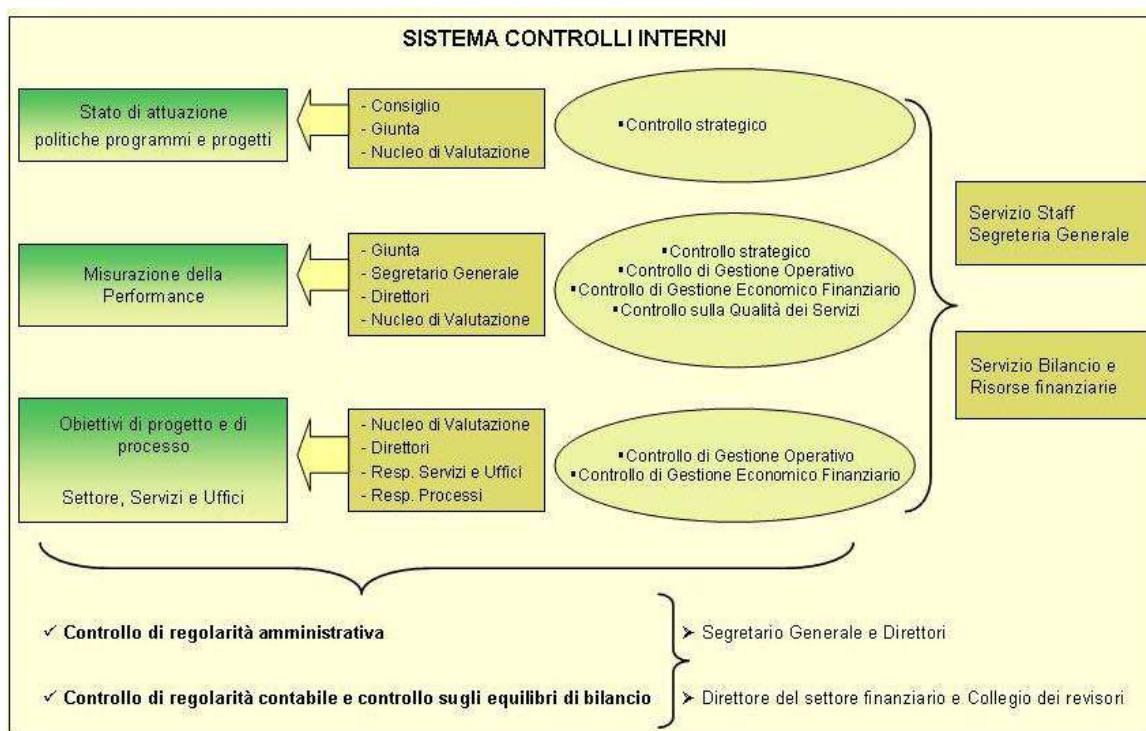 SISTEMA CONTROLLI INTERNI
Stato di attuazione
politiche programmi e progetti
- Consiglio
- Giunta
- Nucleo di Valutazione
▪Controllo strategico
Misurazione della
Performance
- Giunta
- Segretario Generale
- Direttori
- Nucleo di Valutazione
▪Controllo strategico
▪Controllo di Gestione Operativo
▪Controllo di Gestione Economico Finanziario
▪Controllo sulla Qualità dei Servizi
Obiettivi di progetto e di
processo
Settore, Servizi e Uffici
- Nucleo di Valutazione
- Direttori
- Resp. Servizi e Uffici
- Resp. Processi
▪Controllo di Gestione Operativo
▪Controllo di Gestione Economico Finanziario
Servizio Staff
Segreteria Generale
Servizio Bilancio e
Risorse finanziarie
✓ Controllo di regolarità amministrativa
➢ Segretario Generale e Direttori
✓ Controllo di regolarità contabile e controllo sugli equilibri di bilancio
➢ Direttore del settore finanziario e Collegio dei revisori